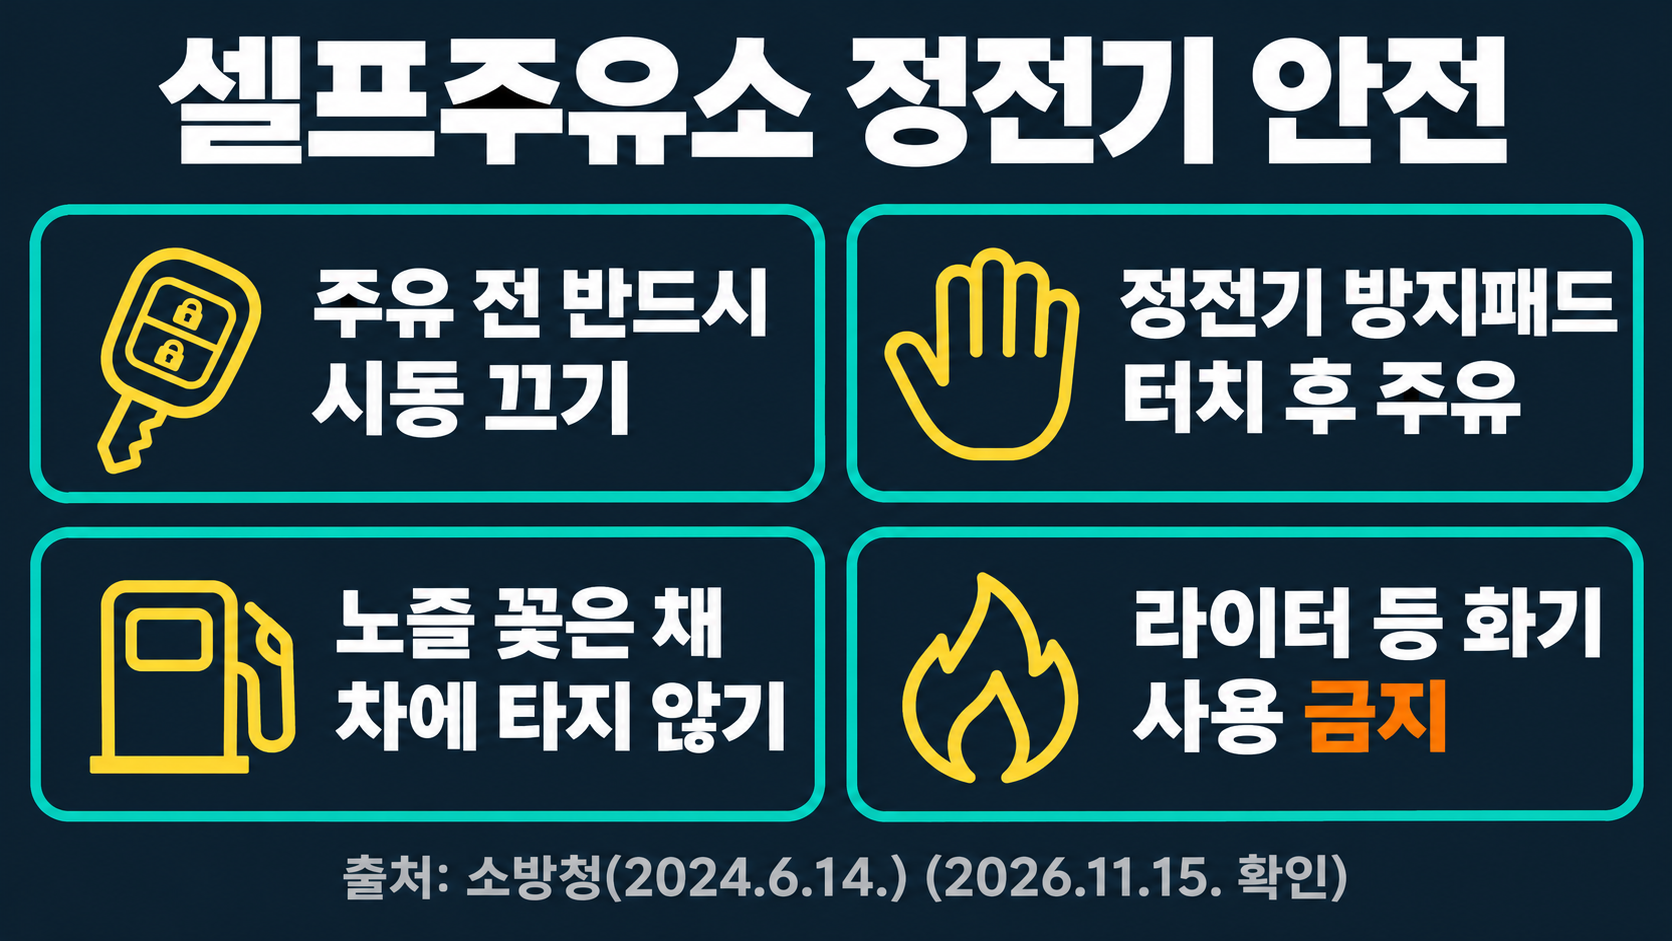 셀프주유소 정전기 안전
주유 전 반드시
시동 끄기
정전기 방지패드
터치 후 주유
노즐 꽂은 채
차에 타지 않기
라이터 등 화기
사용 금지
출처: 소방청(2024.6.14.) (2026.11.15. 확인)